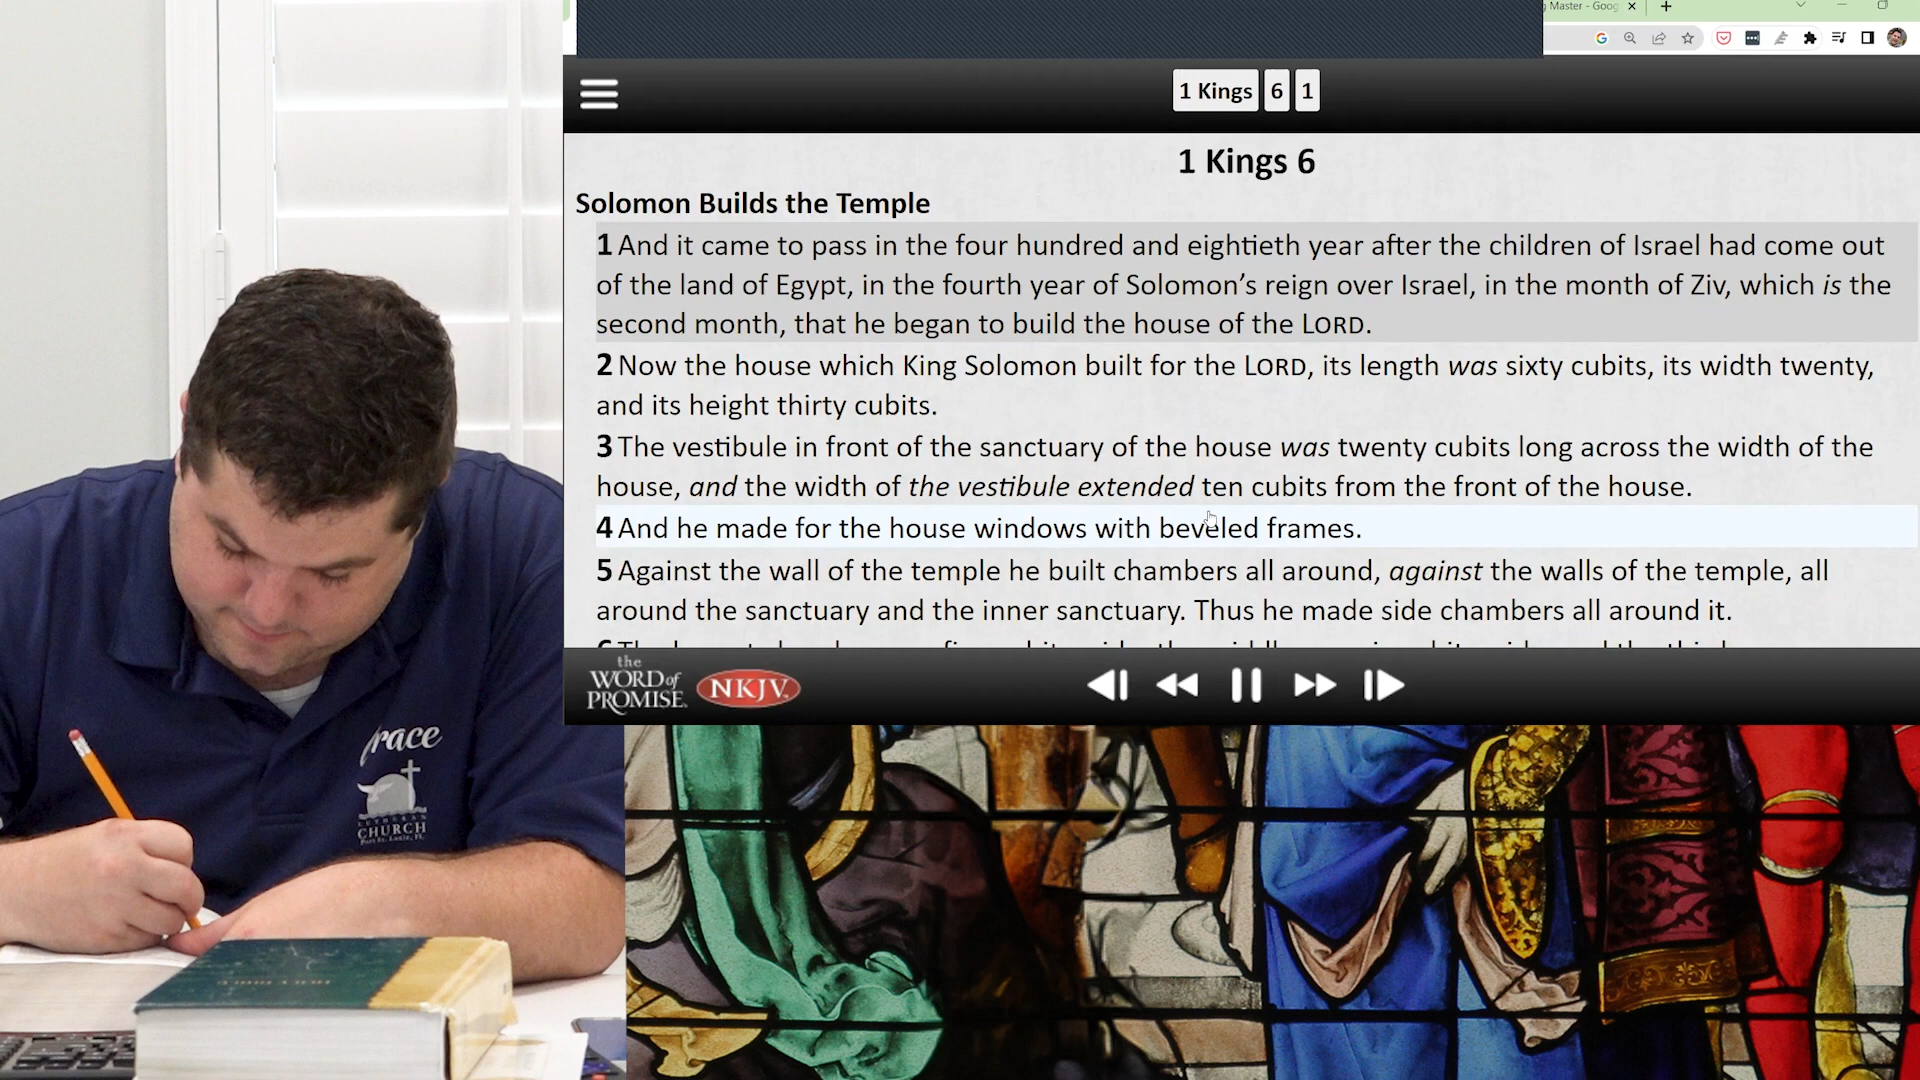 g Master - Goog
1 Kings 6 1
1 Kings 6
Solomon Builds the Temple
1 And it came to pass in the four hundred and eightieth year after the children of Israel had come out
of the land of Egypt, in the fourth year of Solomon’s reign over Israel, in the month of Ziv, which is the
second month, that he began to build the house of the LORD.
2 Now the house which King Solomon built for the LORD, its length was sixty cubits, its width twenty,
and its height thirty cubits.
3 The vestibule in front of the sanctuary of the house was twenty cubits long across the width of the
house, and the width of the vestibule extended ten cubits from the front of the house.
4 And he made for the house windows with beveled frames.
5 Against the wall of the temple he built chambers all around, against the walls of the temple, all
around the sanctuary and the inner sanctuary. Thus he made side chambers all around it.
the
WORD of
PROMISE
NKJV
Grace
LUTHERAN
CHURCH
Port St. Lucie, FL